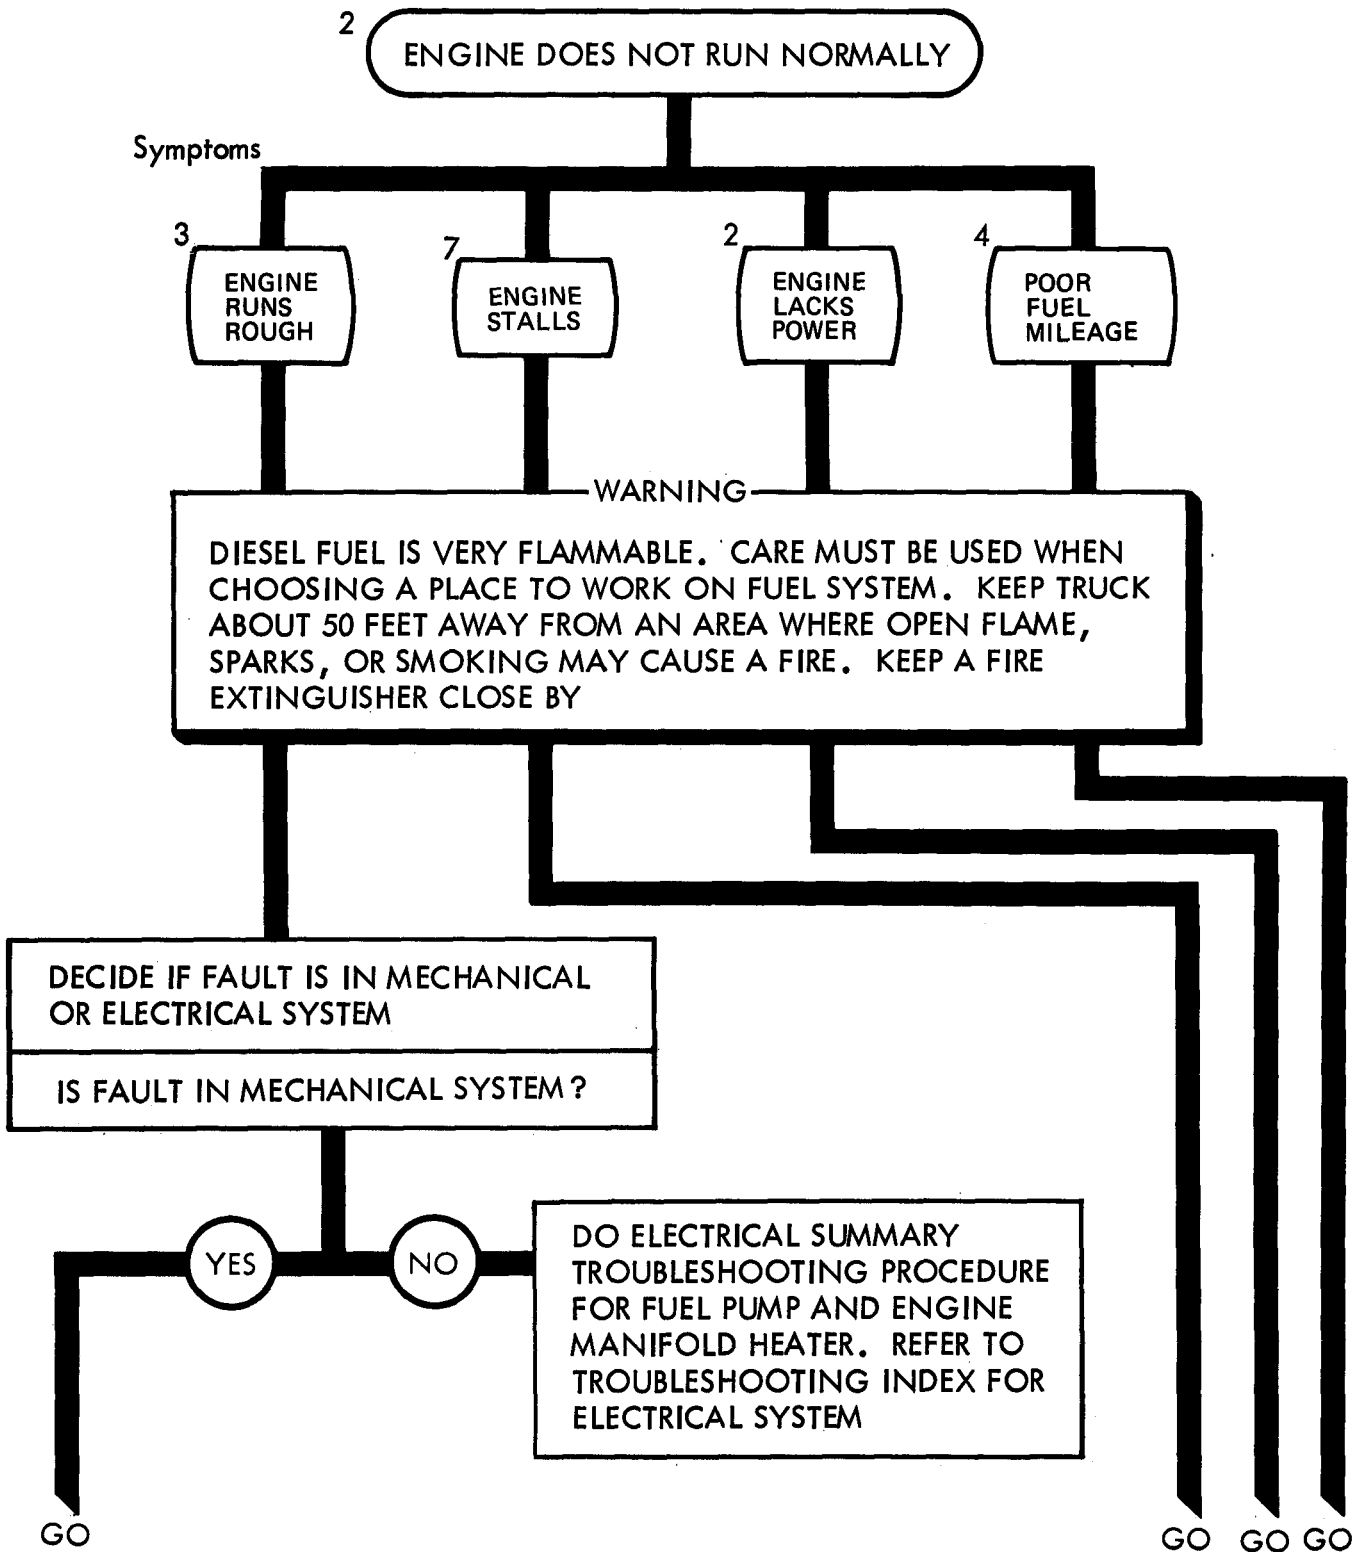 2
ENGINE DOES NOT RUN NORMALLY
Symptoms
3
ENGINE
RUNS
ROUGH
7
ENGINE
STALLS
2
ENGINE
LACKS
POWER
4
POOR
FUEL
MILEAGE
WARNING
DIESEL FUEL IS VERY FLAMMABLE. CARE MUST BE USED WHEN
CHOOSING A PLACE TO WORK ON FUEL SYSTEM. KEEP TRUCK
ABOUT 50 FEET AWAY FROM AN AREA WHERE OPEN FLAME,
SPARKS, OR SMOKING MAY CAUSE A FIRE. KEEP A FIRE
EXTINGUISHER CLOSE BY
DECIDE IF FAULT IS IN MECHANICAL
OR ELECTRICAL SYSTEM
IS FAULT IN MECHANICAL SYSTEM?
YES
NO
DO ELECTRICAL SUMMARY
TROUBLESHOOTING PROCEDURE
FOR FUEL PUMP AND ENGINE
MANIFOLD HEATER. REFER TO
TROUBLESHOOTING INDEX FOR
ELECTRICAL SYSTEM
GO
GO
GO
GO